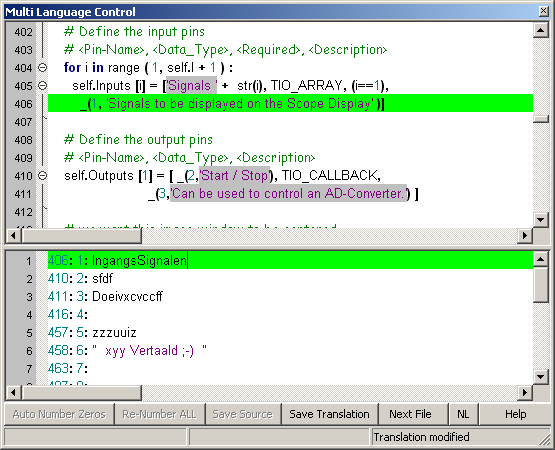 Multi Language Control
402 # Define the input pins
403 # <Pin-Name>, <Data_Type>, <Required>, <Description>
404 for i in range ( 1, self.I + 1 ) :
405 self.Inputs [i] = ['Signals ' + str(i), TIO_ARRAY, (i==1),
406 _(1, 'Signals to be displayed on the Scope Display' )]
407
408 # Define the output pins
409 # <Pin-Name>, <Data_Type>, <Description>
410 self.Outputs [1] = [ _(2,'Start / Stop'), TIO_CALLBACK,
411 _(3,'Can be used to control an AD-Converter.') ]
412
1 406: 1: IngangsSignalen
2 410: 2: sfdf
3 411: 3: Doeivxcvccff
4 416: 4:
5 457: 5: zzzuuiz
6 458: 6: " xyy Vertaald ;-) "
7 463: 7:
Auto Number Zeros Re-Number ALL Save Source Save Translation Next File NL Help
Translation modified